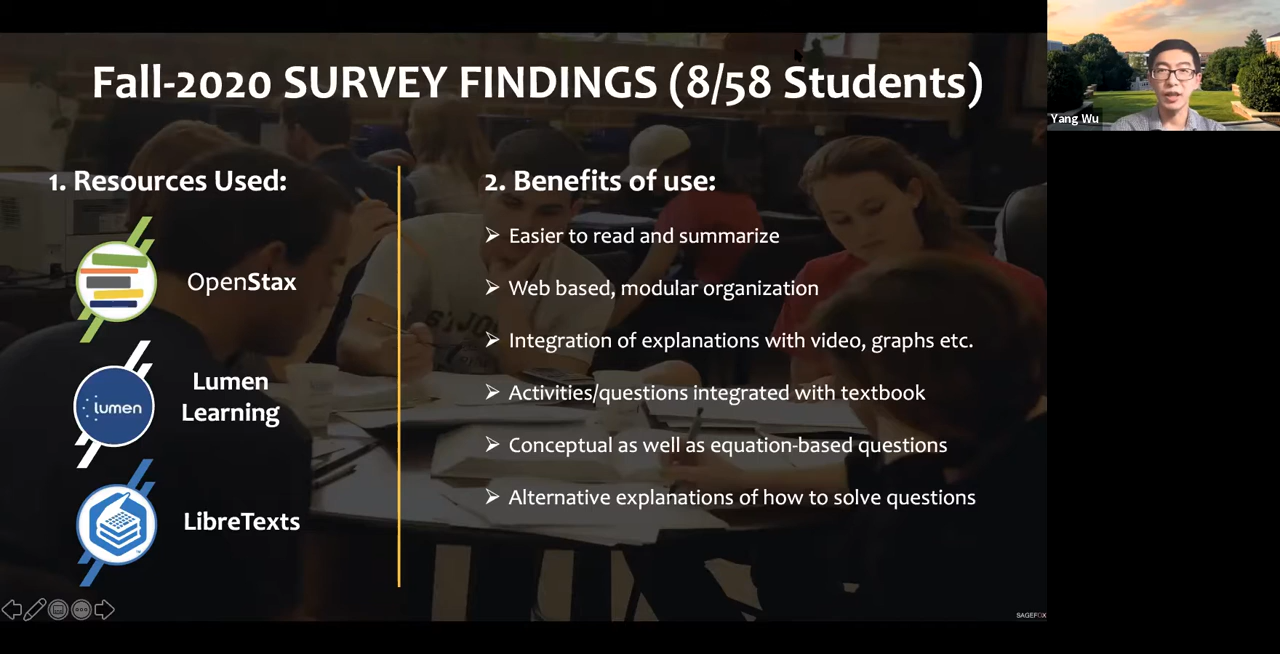 Fall-2020 SURVEY FINDINGS (8/58 Students)
Yang Wu
1. Resources Used:
OpenStax
lumen
Lumen
Learning
LibreTexts
2. Benefits of use:
Easier to read and summarize
Web based, modular organization
Integration of explanations with video, graphs etc.
Activities/questions integrated with textbook
Conceptual as well as equation-based questions
Alternative explanations of how to solve questions
SAGEFOX